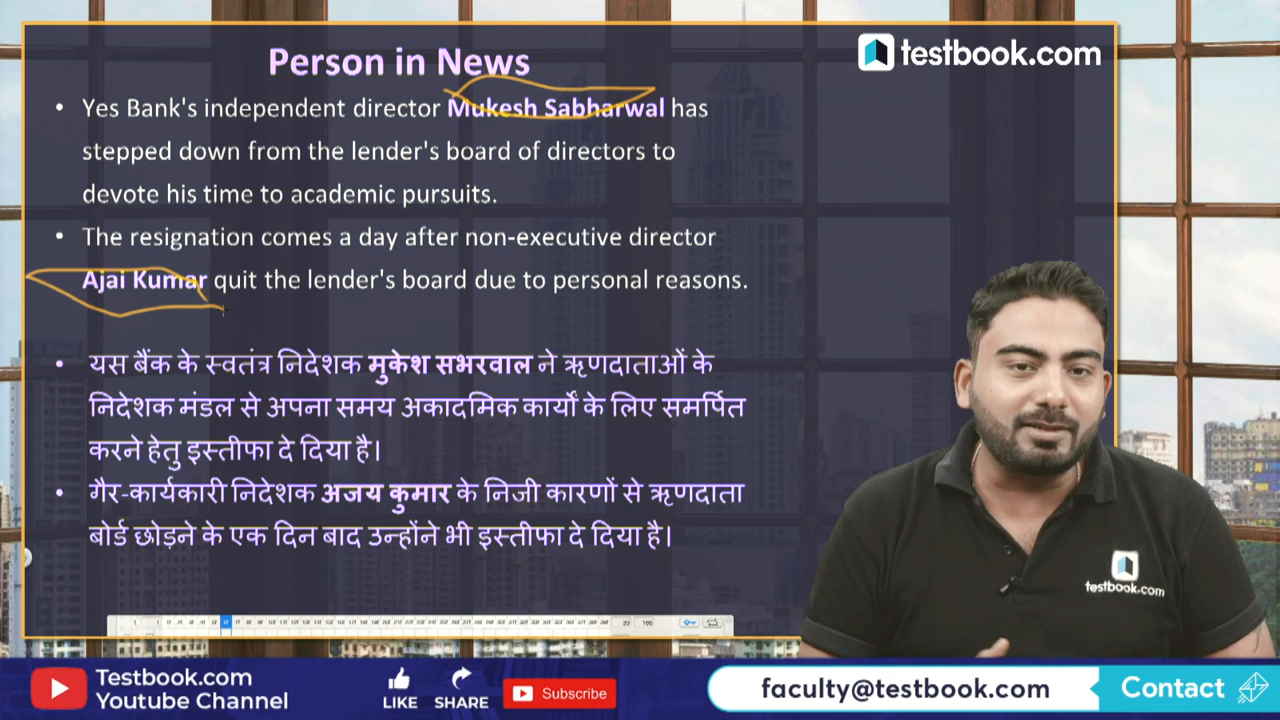 Person in News
testbook.com
• Yes Bank's independent director Mukesh Sabharwal has
stepped down from the lender's board of directors to
devote his time to academic pursuits.
• The resignation comes a day after non-executive director
Ajai Kumar quit the lender's board due to personal reasons.
• यस बैंक के स्वतंत्र निदेशक मुकेश सभरवाल ने ऋणदाताओं के
निदेशक मंडल से अपना समय अकादमिक कार्यों के लिए समर्पित
करने हेतु इस्तीफा दे दिया है।
• गैर-कार्यकारी निदेशक अजय कुमार के निजी कारणों से ऋणदाता
बोर्ड छोड़ने के एक दिन बाद उन्होंने भी इस्तीफा दे दिया है।
testbook.com
Testbook.com
Youtube Channel
LIKE
SHARE
Subscribe
faculty@testbook.com
Contact